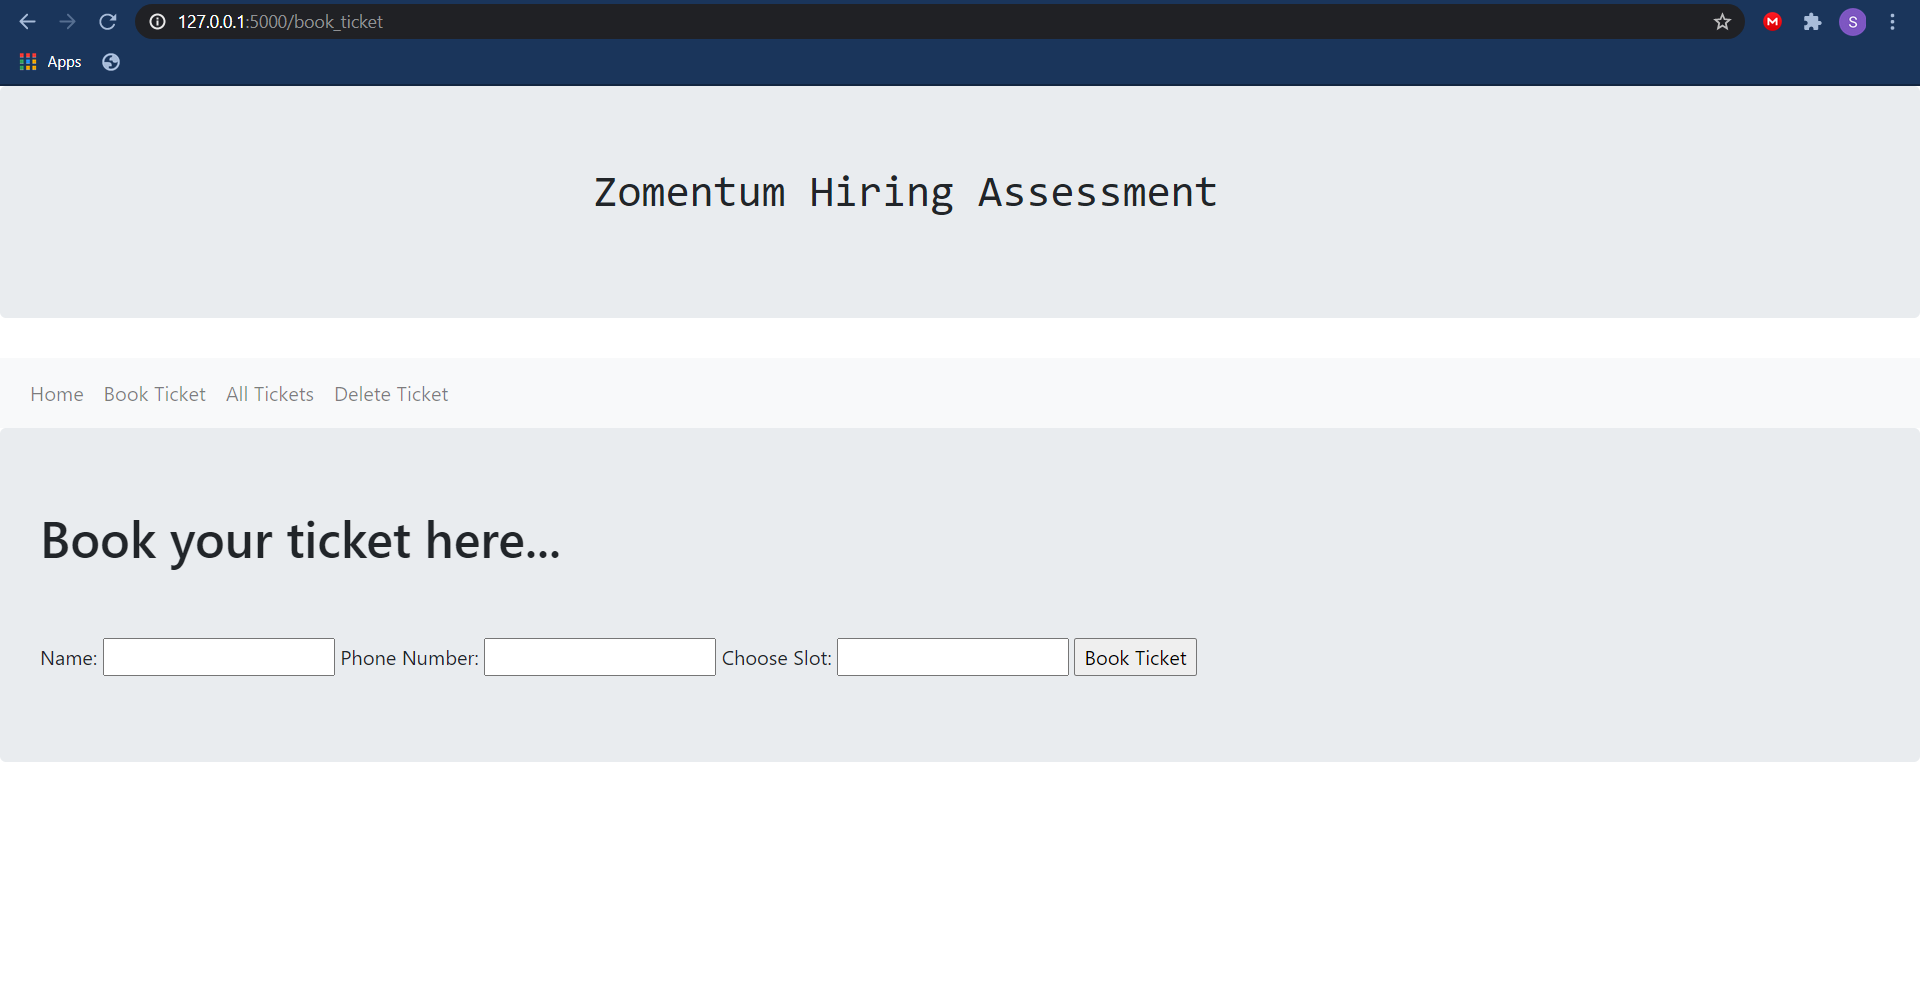 127.0.0.1:5000/book_ticket
M
S
Apps
Zomentum Hiring Assessment
Home Book Ticket All Tickets Delete Ticket
Book your ticket here...
Name: Phone Number: Choose Slot: Book Ticket